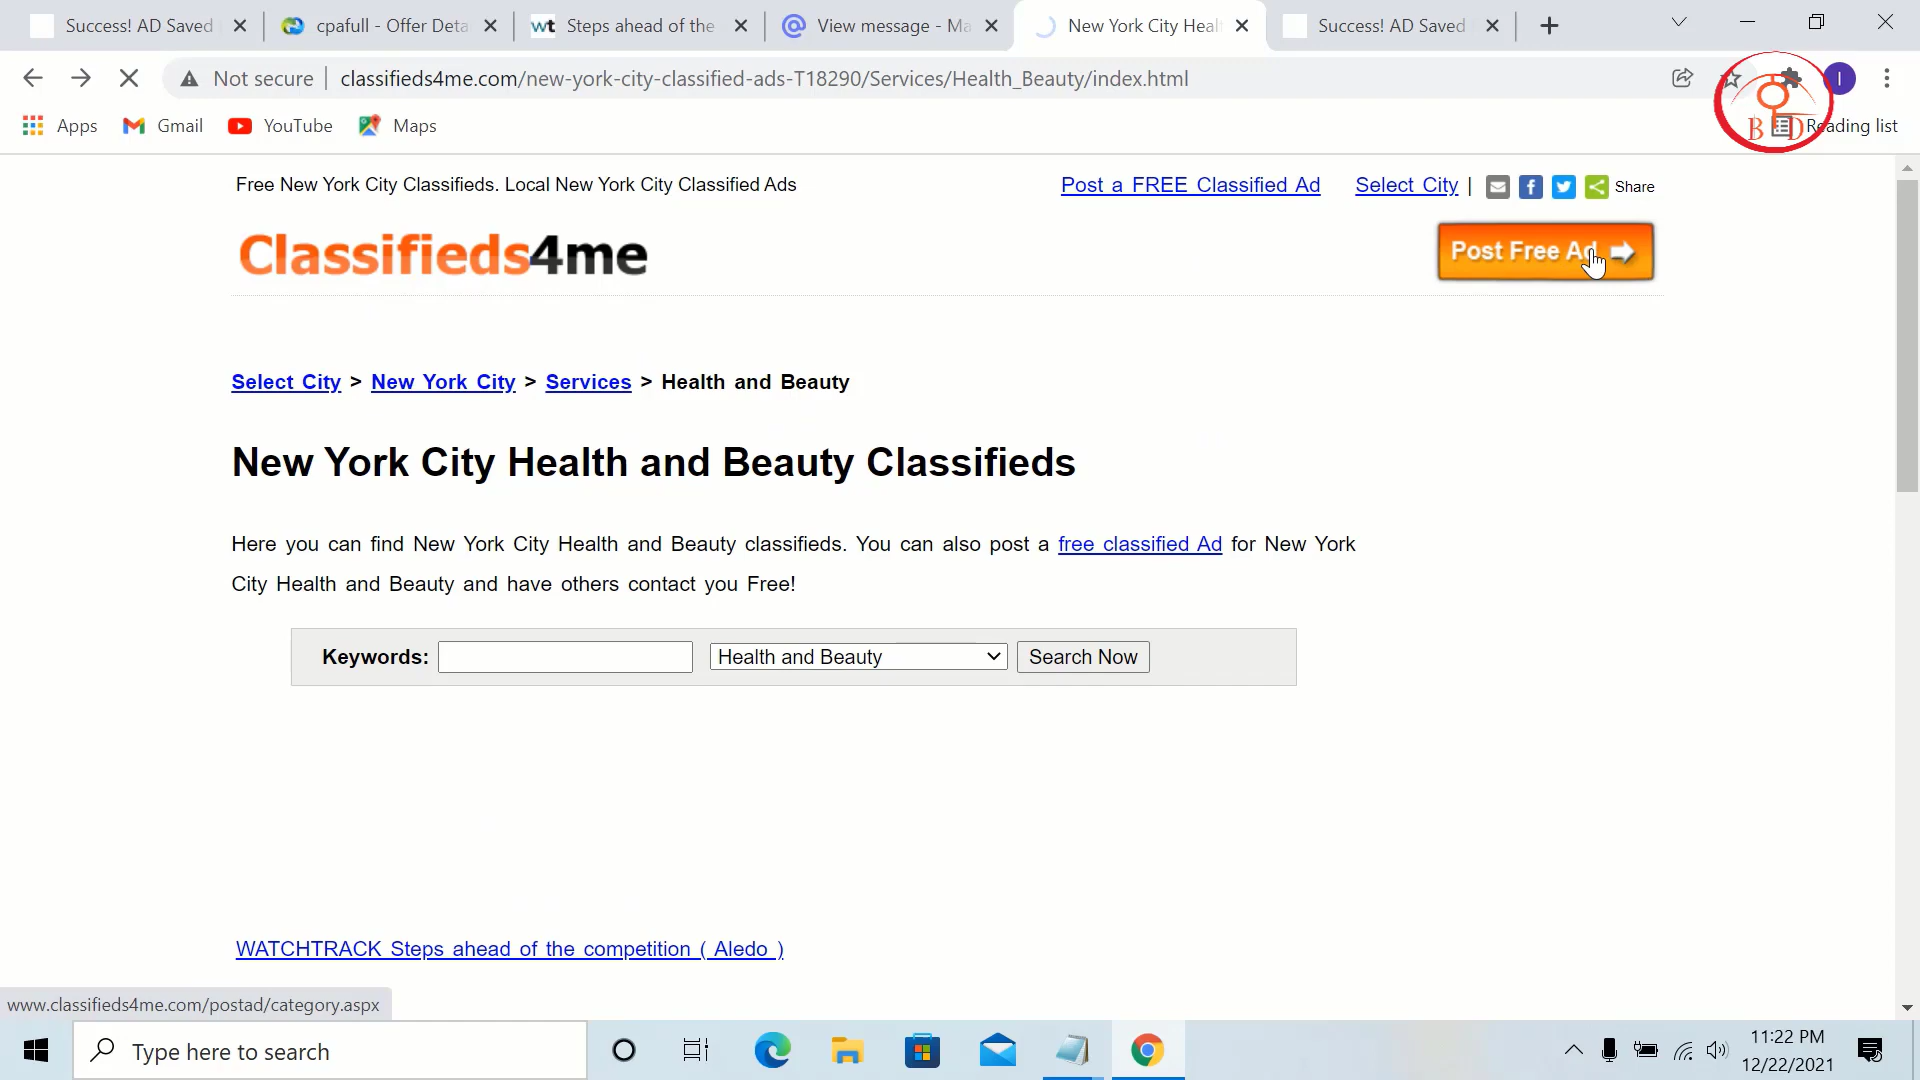 Success! AD Saved
cpafull - Offer Deta
wt Steps ahead of the
View message - Ma
New York City Healt
Success! AD Saved
Not secure classifieds4me.com/new-york-city-classified-ads-T18290/Services/Health_Beauty/index.html
I
Apps Gmail YouTube Maps
B D Reading list
Free New York City Classifieds. Local New York City Classified Ads
Post a FREE Classified Ad Select City | Share
Classifieds4me
Post Free Ad
Select City > New York City > Services > Health and Beauty
New York City Health and Beauty Classifieds
Here you can find New York City Health and Beauty classifieds. You can also post a free classified Ad for New York
City Health and Beauty and have others contact you Free!
Keywords: Health and Beauty Search Now
WATCHTRACK Steps ahead of the competition ( Aledo )
www.classifieds4me.com/postad/category.aspx
Type here to search
11:22 PM
12/22/2021